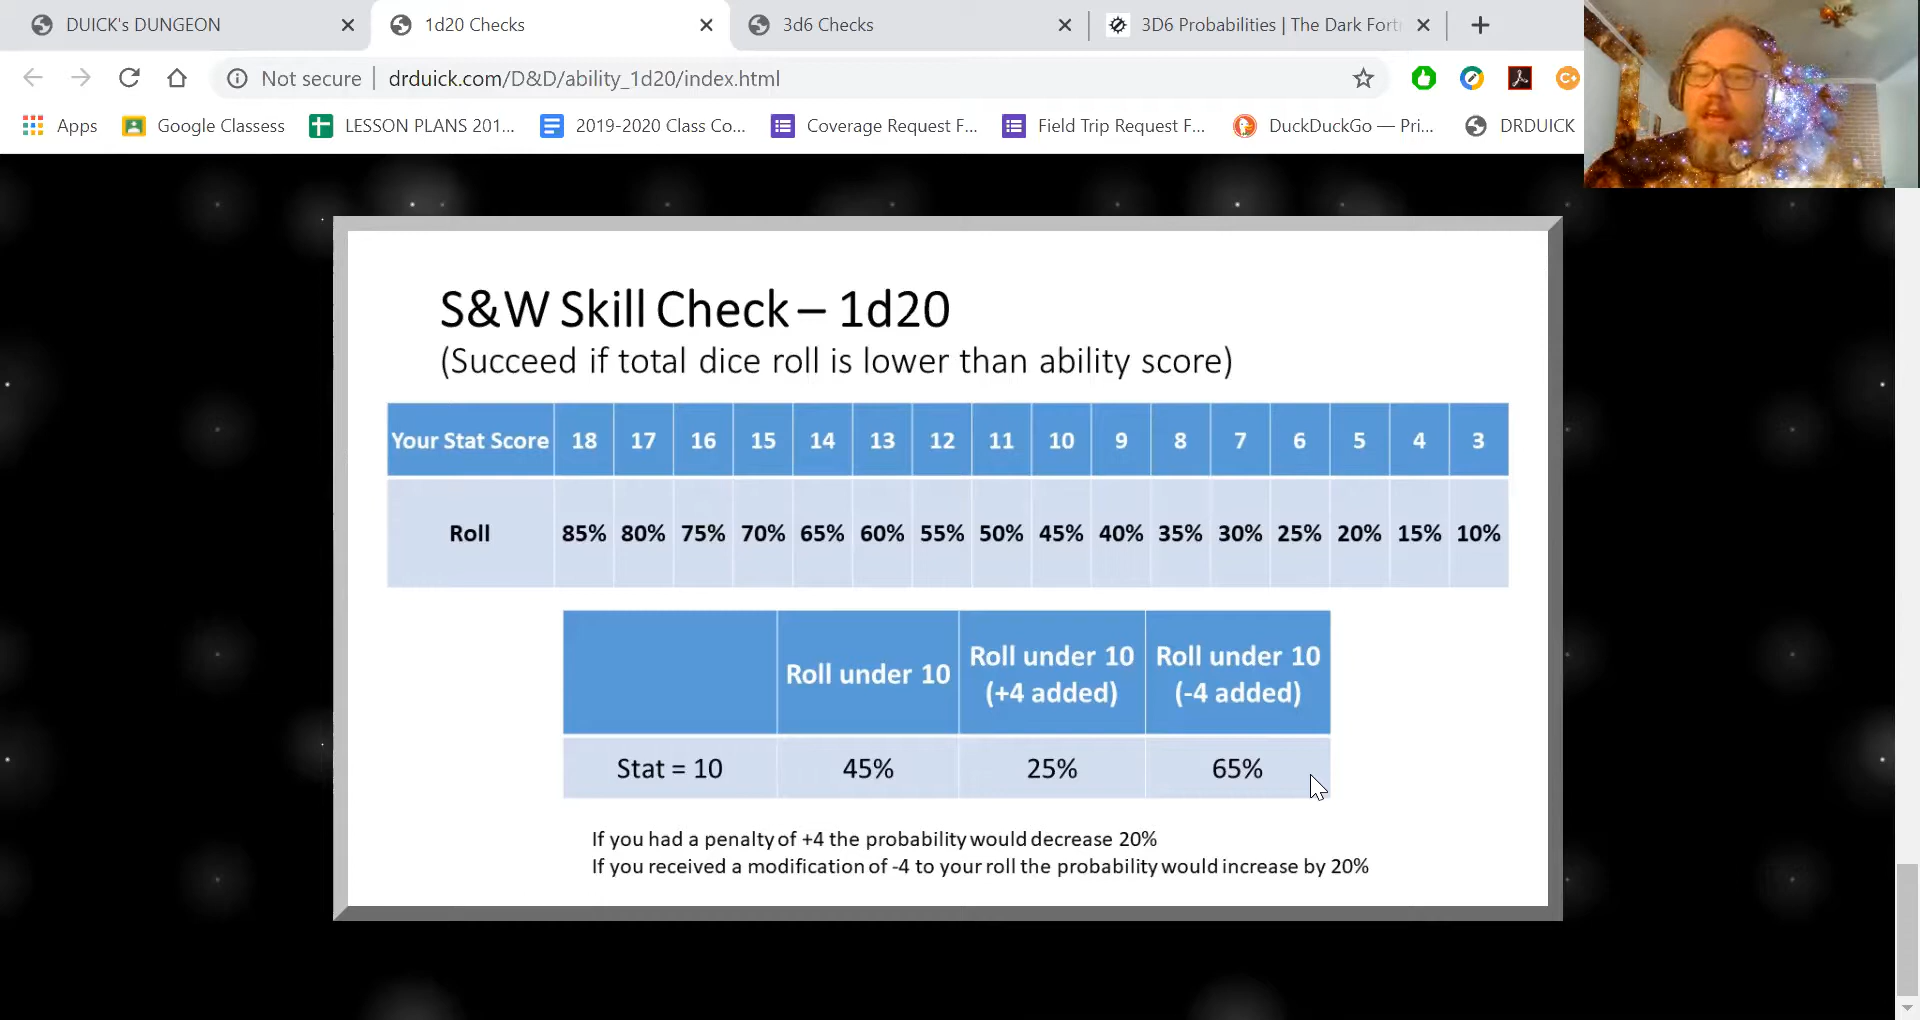 DUICK's DUNGEON
1d20 Checks
3d6 Checks
3D6 Probabilities | The Dark Fort
Not secure | drduick.com/D&D/ability_1d20/index.html
Apps
Google Classess
LESSON PLANS 201...
2019-2020 Class Co...
Coverage Request F...
Field Trip Request F...
DuckDuckGo — Pri...
DRDUICK
S&W Skill Check – 1d20
(Succeed if total dice roll is lower than ability score)
Your Stat Score 18 17 16 15 14 13 12 11 10 9 8 7 6 5 4 3
Roll 85% 80% 75% 70% 65% 60% 55% 50% 45% 40% 35% 30% 25% 20% 15% 10%
Roll under 10
Roll under 10 (+4 added)
Roll under 10 (-4 added)
Stat = 10 45% 25% 65%
If you had a penalty of +4 the probability would decrease 20%
If you received a modification of -4 to your roll the probability would increase by 20%